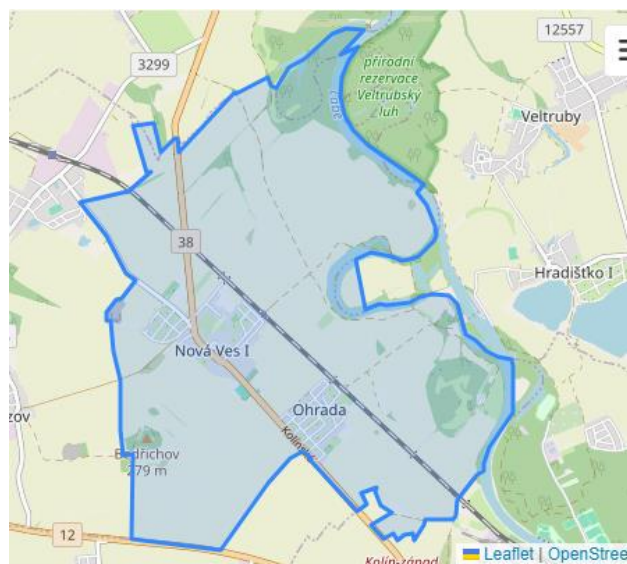 12557
3299
přírodní
rezervace
Veltrubský
luh
Labe
Veltruby
38
Hradišťko I
Nová Ves I
Ohrada
Kolínská
zov
Bedřichov
279 m
12
Kolín-západ
Leaflet | OpenStree